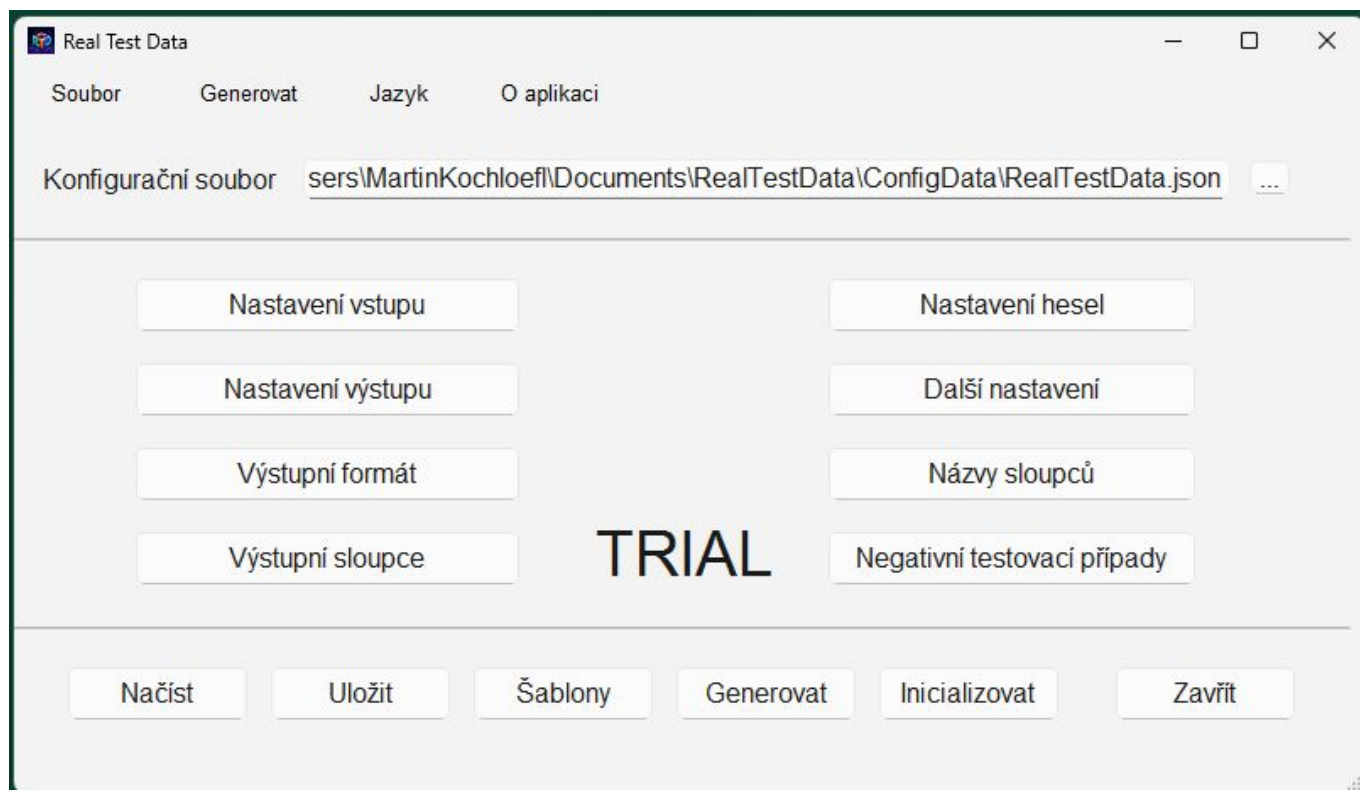 Real Test Data
Soubor Generovat Jazyk O aplikaci
Konfigurační soubor sers\MartinKochloefl\Documents\RealTestData\ConfigData\RealTestData.json ...
Nastavení vstupu Nastavení hesel
Nastavení výstupu Další nastavení
Výstupní formát Názvy sloupců
Výstupní sloupce TRIAL Negativní testovací případy
Načíst Uložit Šablony Generovat Inicializovat Zavřít